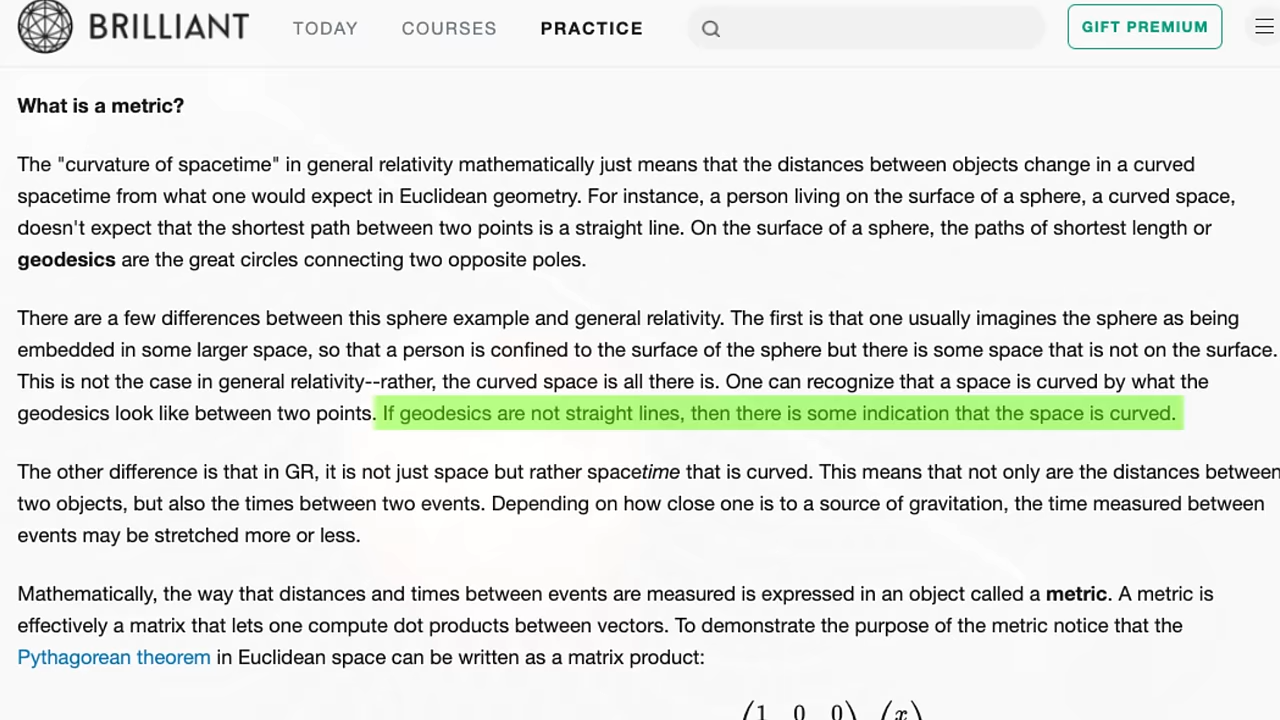 BRILLIANT TODAY COURSES PRACTICE GIFT PREMIUM
What is a metric?
The "curvature of spacetime" in general relativity mathematically just means that the distances between objects change in a curved
spacetime from what one would expect in Euclidean geometry. For instance, a person living on the surface of a sphere, a curved space,
doesn't expect that the shortest path between two points is a straight line. On the surface of a sphere, the paths of shortest length or
geodesics are the great circles connecting two opposite poles.
There are a few differences between this sphere example and general relativity. The first is that one usually imagines the sphere as being
embedded in some larger space, so that a person is confined to the surface of the sphere but there is some space that is not on the surface.
This is not the case in general relativity--rather, the curved space is all there is. One can recognize that a space is curved by what the
geodesics look like between two points. If geodesics are not straight lines, then there is some indication that the space is curved.
The other difference is that in GR, it is not just space but rather spacetime that is curved. This means that not only are the distances between
two objects, but also the times between two events. Depending on how close one is to a source of gravitation, the time measured between
events may be stretched more or less.
Mathematically, the way that distances and times between events are measured is expressed in an object called a metric. A metric is
effectively a matrix that lets one compute dot products between vectors. To demonstrate the purpose of the metric notice that the
Pythagorean theorem in Euclidean space can be written as a matrix product:
(1 0 0) (x)